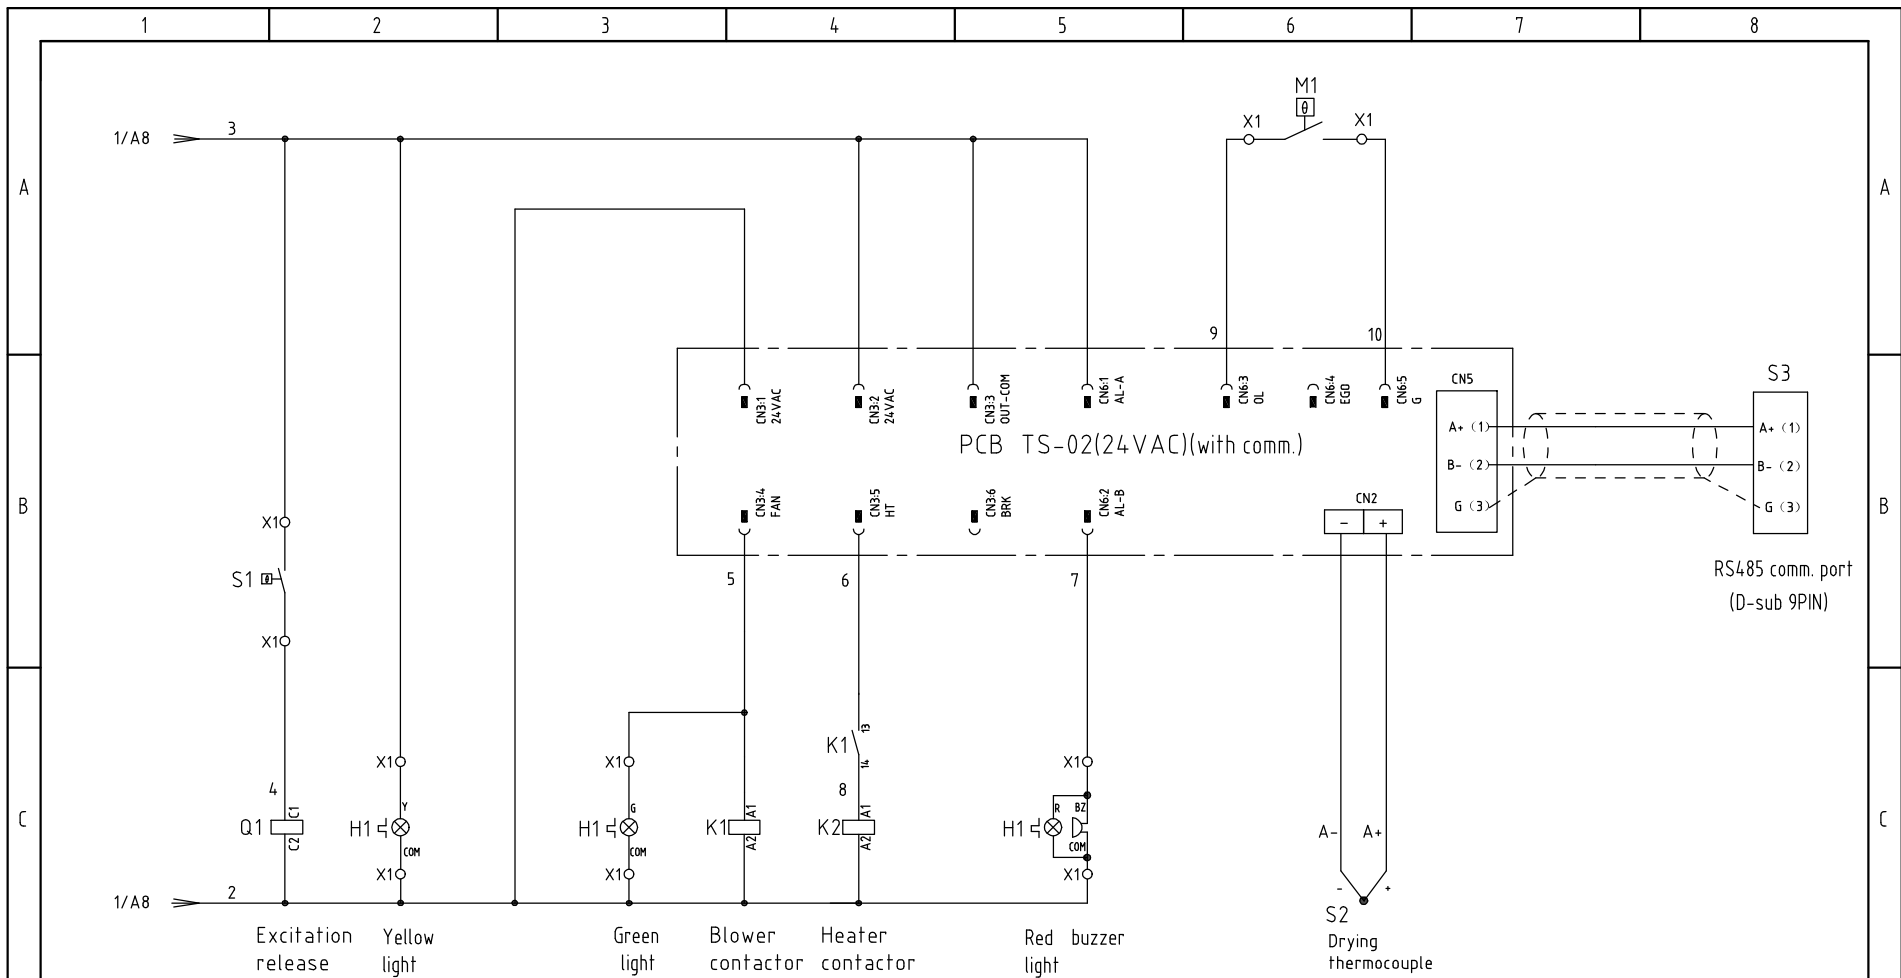 1 2 3 4 5 6 7 8
M1
θ
X1 X1
1/A8 3
A A
9 10
S3
CN5
CN3:1
24VAC
CN3:2
24VAC
CN3:3
OUT-COM
CN6:1
AL-A
CN6:3
OL
CN6:4
EGO
CN6:5
G
A+ (1) A+ (1)
PCB TS-02(24VAC)(with comm.)
B- (2) B- (2)
G (3) G (3)
CN3:4
FAN
CN3:5
HT
CN3:6
BRK
CN6:2
AL-B
CN2
- +
B B
X1
S1 θ
5 6 7
RS485 comm. port
(D-sub 9PIN)
X1
13
K1
14
X1 X1 X1
4 8
C1 Y G A1 A1 R BZ
Q1 H1 H1 K1 K2 H1
C2 COM COM A2 A2 COM
A- A+
C C
X1 X1 X1
- +
1/A8 2
S2
Excitation
release
Yellow
light
Green
light
Blower
contactor
Heater
contactor
Red buzzer
light
Drying
thermocouple